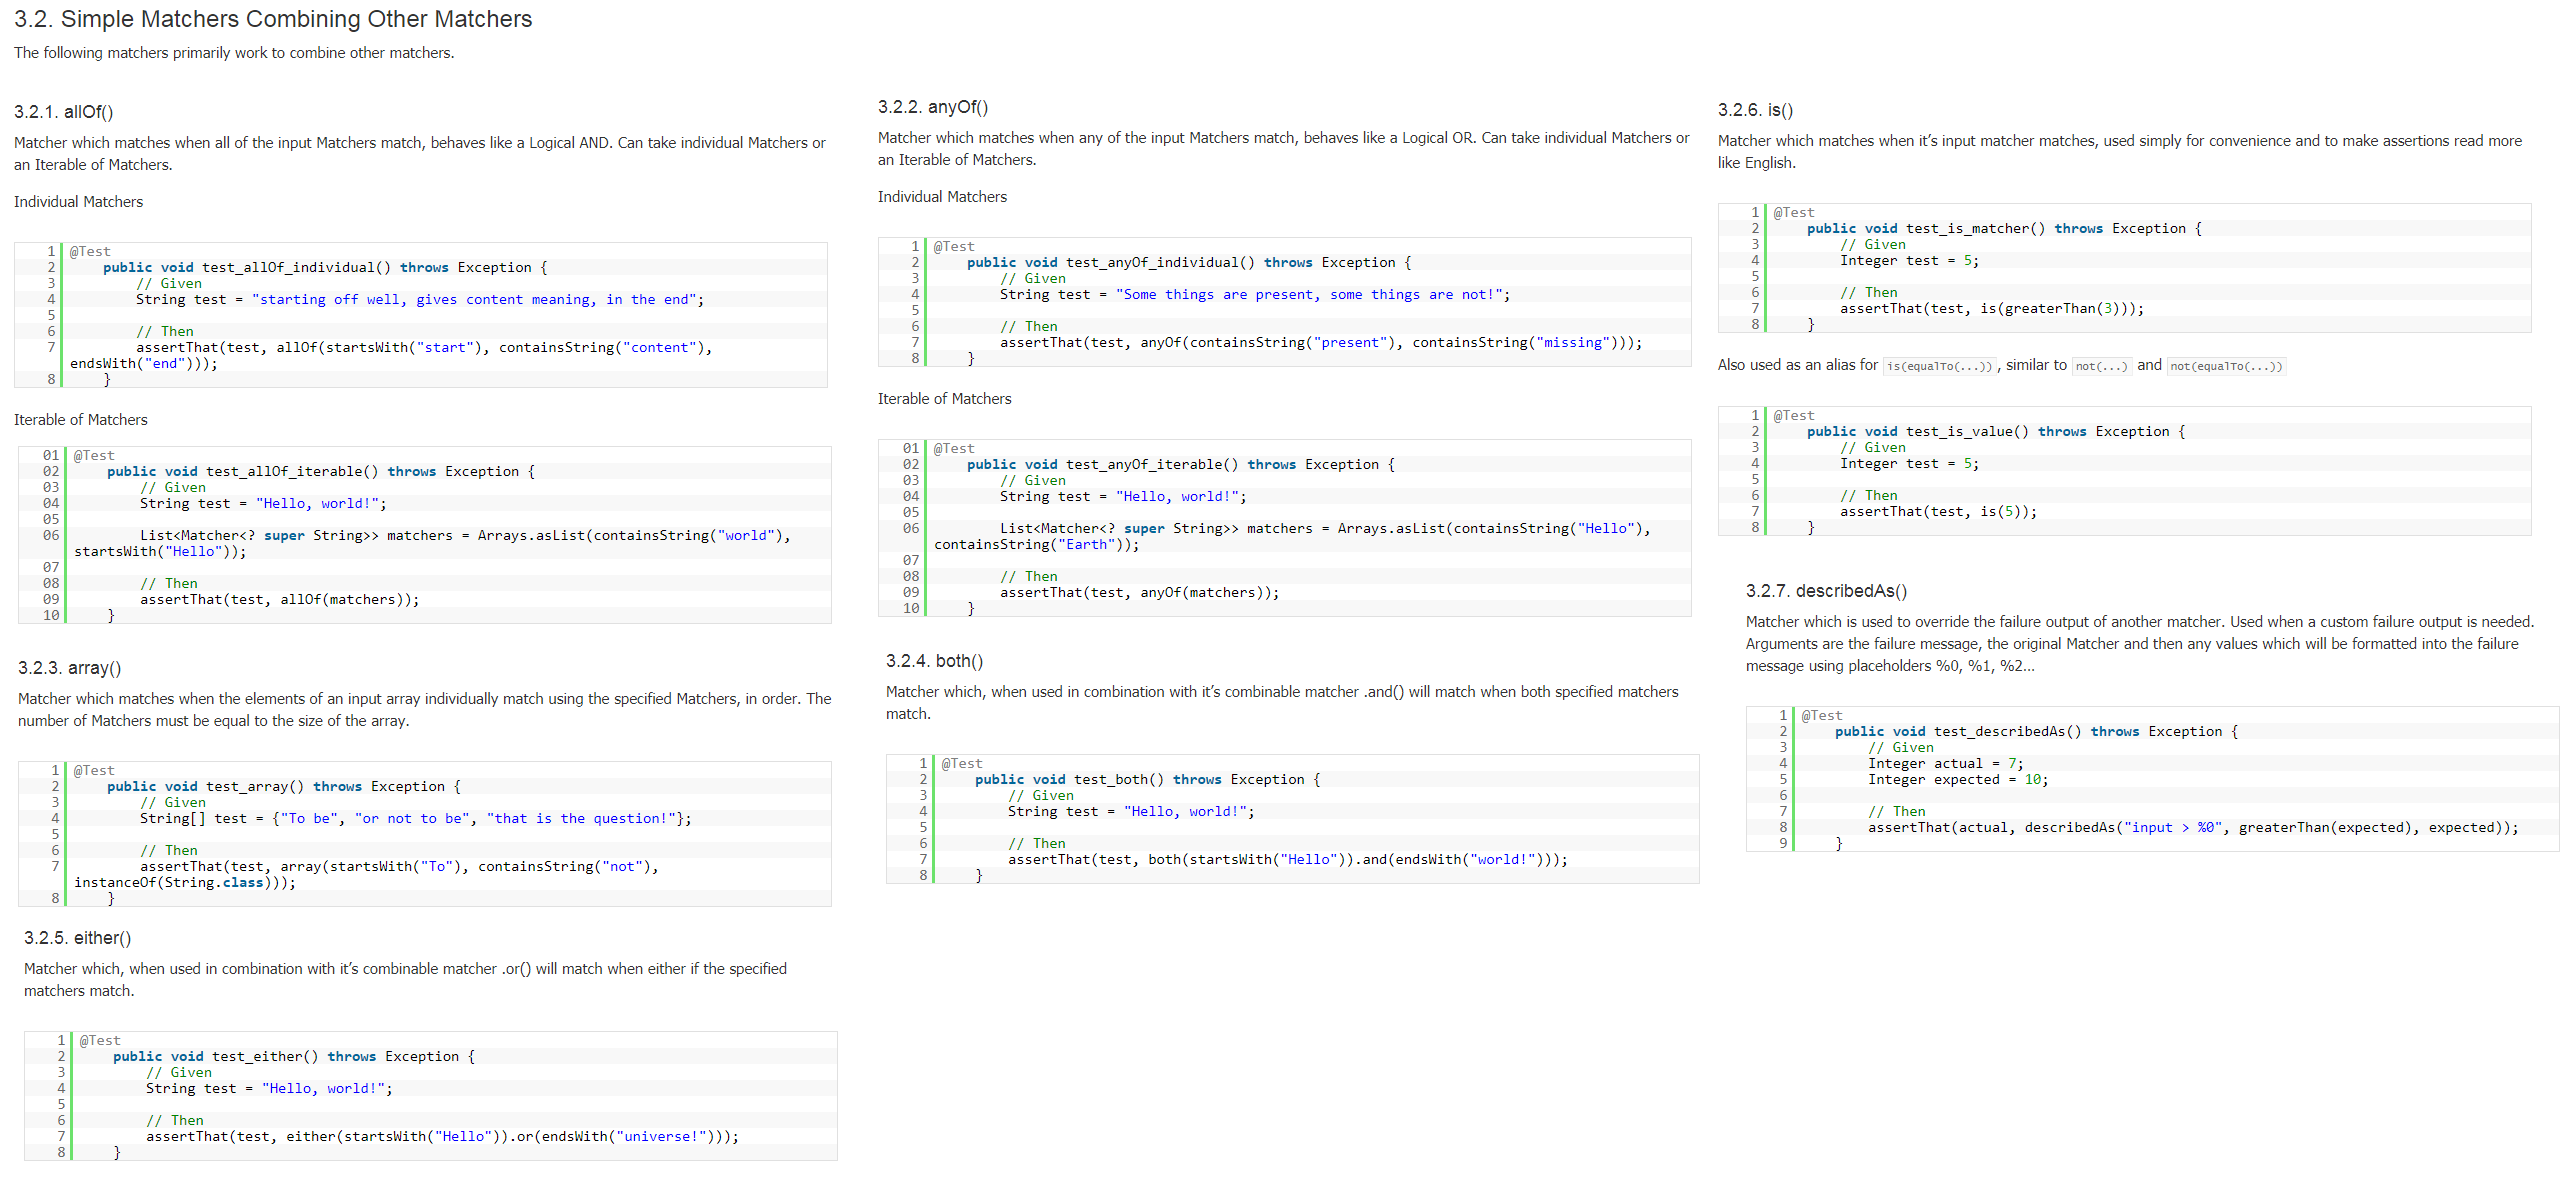 3.2. Simple Matchers Combining Other Matchers
The following matchers primarily work to combine other matchers.
3.2.1. allOf()
Matcher which matches when all of the input Matchers match, behaves like a Logical AND. Can take individual Matchers or
an Iterable of Matchers.
Individual Matchers
1 @Test
2 public void test_allOf_individual() throws Exception {
3 // Given
4 String test = "starting off well, gives content meaning, in the end";
5
6 // Then
7 assertThat(test, allOf(startsWith("start"), containsString("content"),
endsWith("end")));
8 }
Iterable of Matchers
01 @Test
02 public void test_allOf_iterable() throws Exception {
03 // Given
04 String test = "Hello, world!";
05
06 List<Matcher<? super String>> matchers = Arrays.asList(containsString("world"),
startsWith("Hello"));
07
08 // Then
09 assertThat(test, allOf(matchers));
10 }
3.2.2. anyOf()
Matcher which matches when any of the input Matchers match, behaves like a Logical OR. Can take individual Matchers or
an Iterable of Matchers.
Individual Matchers
1 @Test
2 public void test_anyOf_individual() throws Exception {
3 // Given
4 String test = "Some things are present, some things are not!";
5
6 // Then
7 assertThat(test, anyOf(containsString("present"), containsString("missing")));
8 }
Iterable of Matchers
01 @Test
02 public void test_anyOf_iterable() throws Exception {
03 // Given
04 String test = "Hello, world!";
05
06 List<Matcher<? super String>> matchers = Arrays.asList(containsString("Hello"),
containsString("Earth"));
07
08 // Then
09 assertThat(test, anyOf(matchers));
10 }
3.2.3. array()
Matcher which matches when the elements of an input array individually match using the specified Matchers, in order. The
number of Matchers must be equal to the size of the array.
1 @Test
2 public void test_array() throws Exception {
3 // Given
4 String[] test = {"To be", "or not to be", "that is the question!"};
5
6 // Then
7 assertThat(test, array(startsWith("To"), containsString("not"),
instanceOf(String.class)));
8 }
3.2.4. both()
Matcher which, when used in combination with it’s combinable matcher .and() will match when both specified matchers
match.
1 @Test
2 public void test_both() throws Exception {
3 // Given
4 String test = "Hello, world!";
5
6 // Then
7 assertThat(test, both(startsWith("Hello")).and(endsWith("world!")));
8 }
3.2.5. either()
Matcher which, when used in combination with it’s combinable matcher .or() will match when either if the specified
matchers match.
1 @Test
2 public void test_either() throws Exception {
3 // Given
4 String test = "Hello, world!";
5
6 // Then
7 assertThat(test, either(startsWith("Hello")).or(endsWith("universe!")));
8 }
3.2.6. is()
Matcher which matches when it’s input matcher matches, used simply for convenience and to make assertions read more
like English.
1 @Test
2 public void test_is_matcher() throws Exception {
3 // Given
4 Integer test = 5;
5
6 // Then
7 assertThat(test, is(greaterThan(3)));
8 }
Also used as an alias for is(equalTo(...)) , similar to not(...) and not(equalTo(...))
1 @Test
2 public void test_is_value() throws Exception {
3 // Given
4 Integer test = 5;
5
6 // Then
7 assertThat(test, is(5));
8 }
3.2.7. describedAs()
Matcher which is used to override the failure output of another matcher. Used when a custom failure output is needed.
Arguments are the failure message, the original Matcher and then any values which will be formatted into the failure
message using placeholders %0, %1, %2…
1 @Test
2 public void test_describedAs() throws Exception {
3 // Given
4 Integer actual = 7;
5 Integer expected = 10;
6
7 // Then
8 assertThat(actual, describedAs("input > %0", greaterThan(expected), expected));
9 }